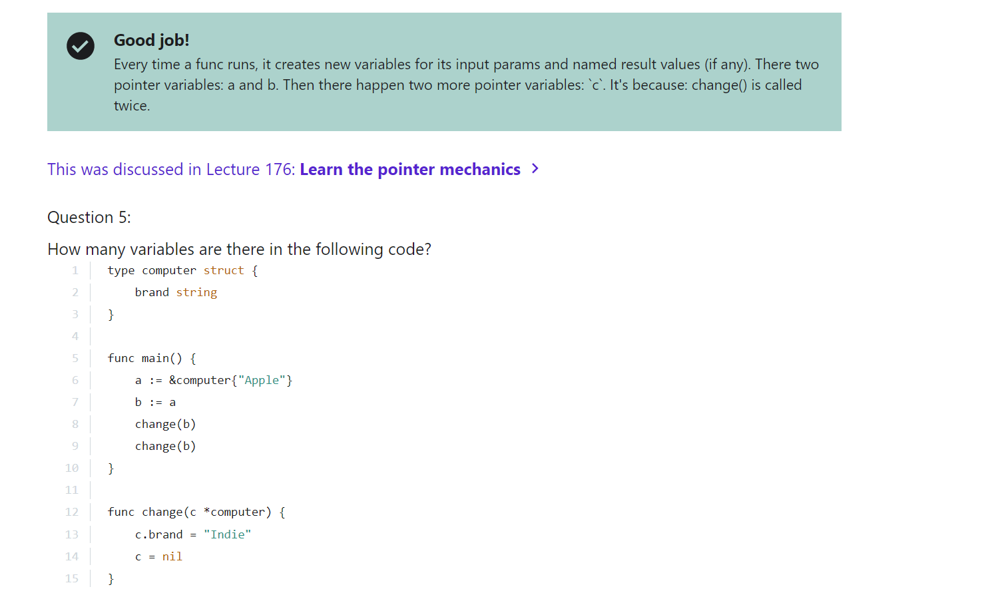 Good job!
Every time a func runs, it creates new variables for its input params and named result values (if any). There two
pointer variables: a and b. Then there happen two more pointer variables: `c`. It's because: change() is called
twice.
This was discussed in Lecture 176: Learn the pointer mechanics >
Question 5:
How many variables are there in the following code?
1 type computer struct {
2     brand string
3 }
4
5 func main() {
6     a := &computer{"Apple"}
7     b := a
8     change(b)
9     change(b)
10 }
11
12 func change(c *computer) {
13     c.brand = "Indie"
14     c = nil
15 }